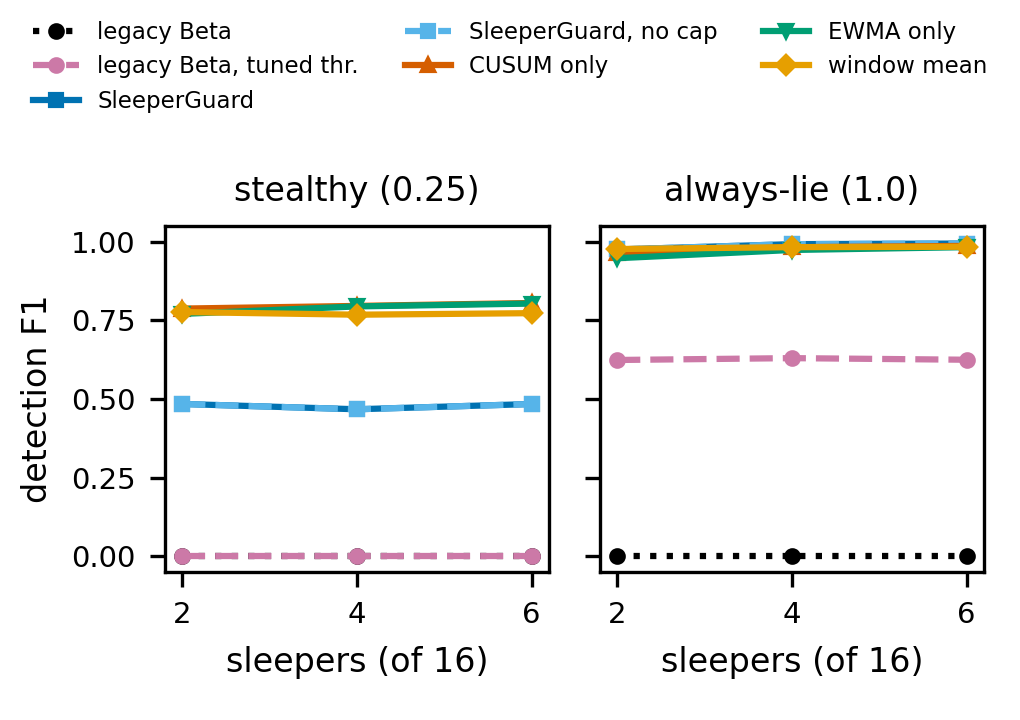 legacy Beta
legacy Beta, tuned thr.
SleeperGuard
SleeperGuard, no cap
CUSUM only
EWMA only
window mean
stealthy (0.25)
always-lie (1.0)
detection F1
1.00
0.75
0.50
0.25
0.00
2 4 6
2 4 6
sleepers (of 16)
sleepers (of 16)